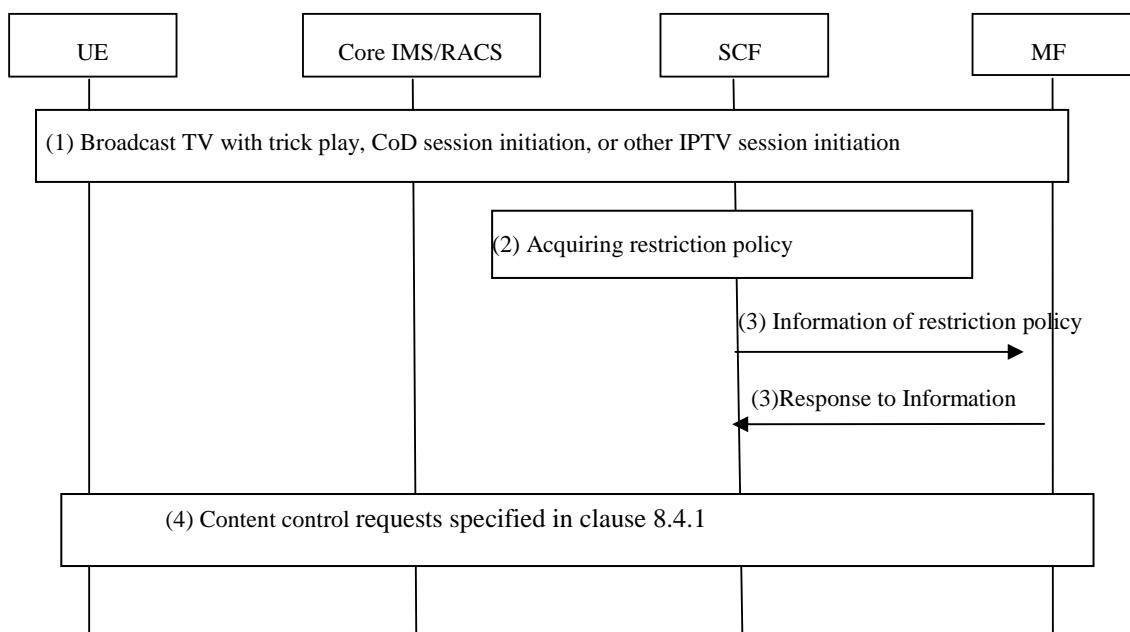 UE
Core IMS/RACS
SCF
MF
(1) Broadcast TV with trick play, CoD session initiation, or other IPTV session initiation
(2) Acquiring restriction policy
(3) Information of restriction policy
(3)Response to Information
(4) Content control requests specified in clause 8.4.1